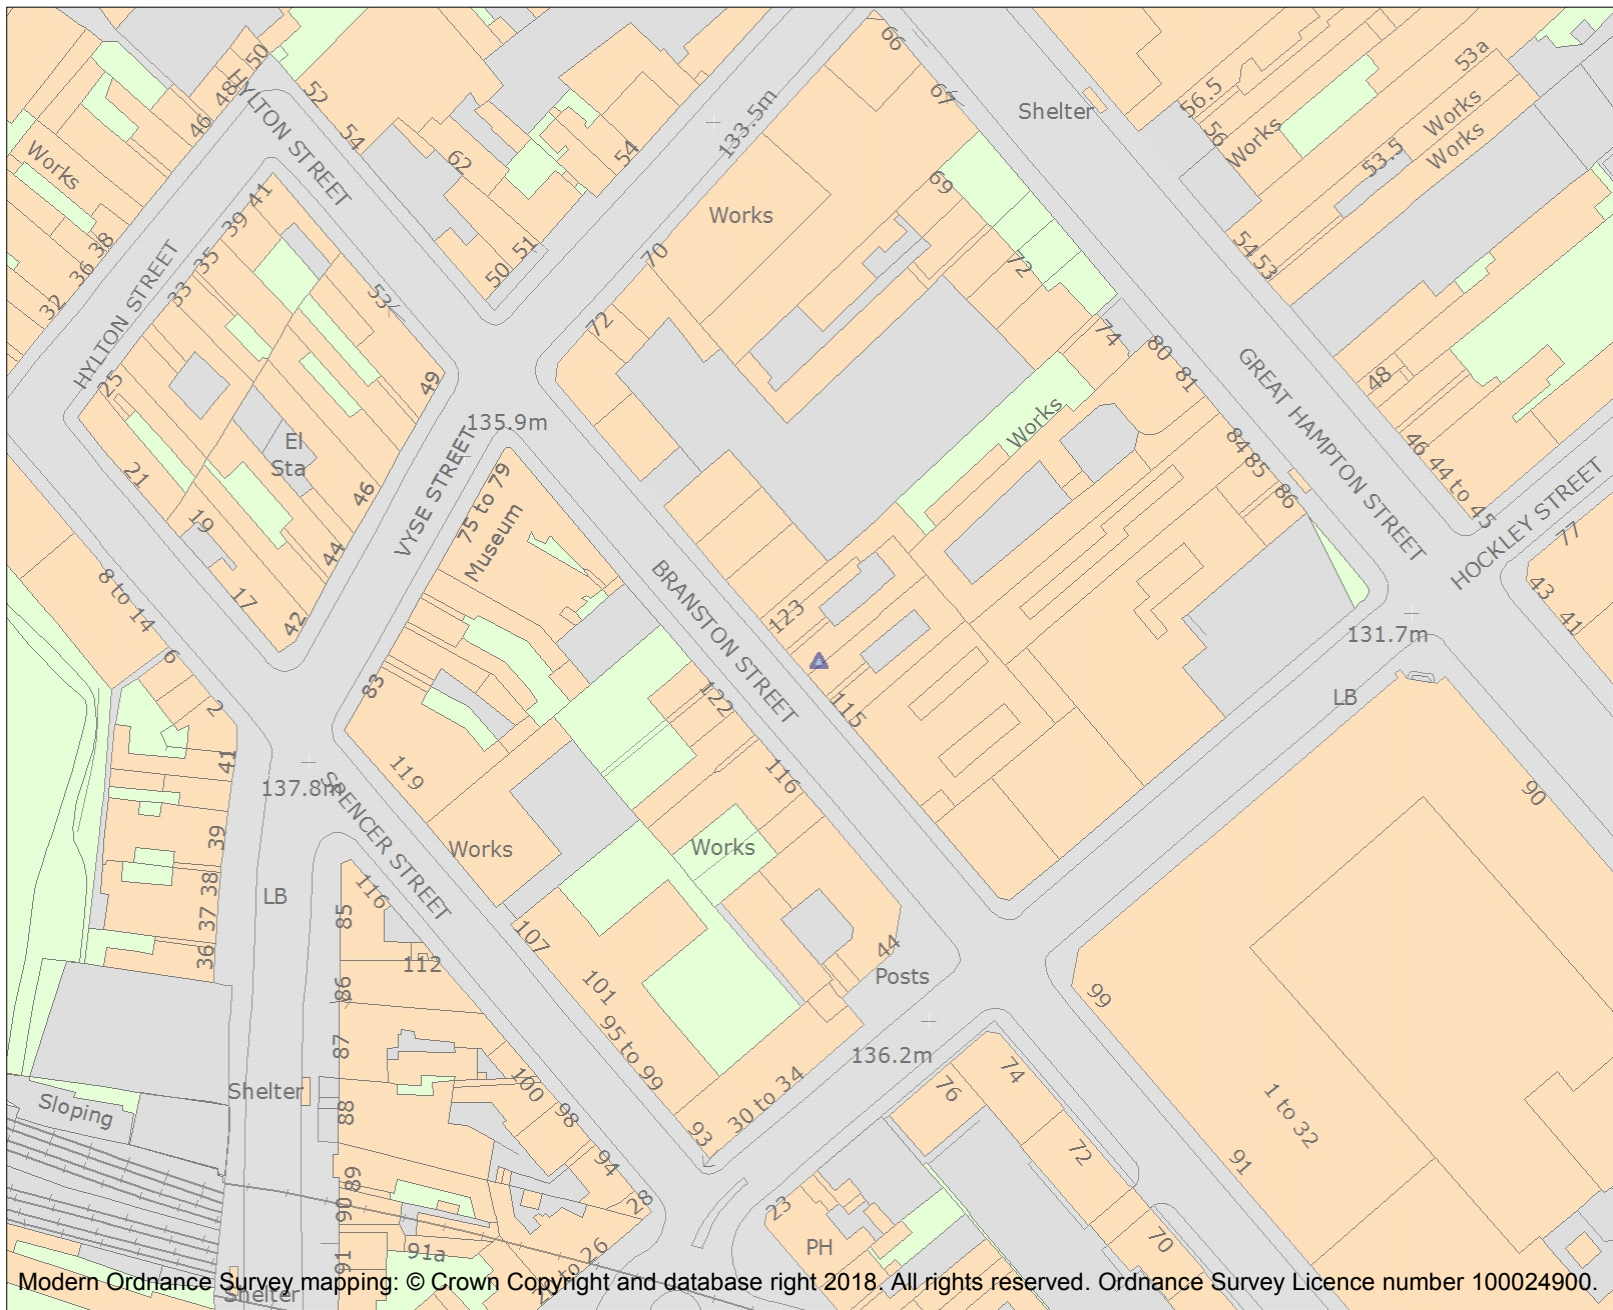 50
48
HYLTON STREET
52
46
54
Works
62
54
133.5m
66
67
Shelter
56.5
56
Works
53a
Works
Works
53.5
41
39
35
33
38
36
32
HYLTON STREET
25
53
50
51
Works
70
72
69
72
74
80
81
54
53
GREAT HAMPTON STREET
48
46
44 to 45
HOCKLEY STREET
77
49
135.9m
El
Sta
21
19
17
46
44
42
VYSE STREET
75 to 79
Museum
Works
84
85
86
43
41
131.7m
LB
8 to 14
6
2
83
BRANSTON STREET
123
115
122
116
41
137.8m
119
SPENCER STREET
Works
Works
90
39
38
37
36
LB
116
85
112
86
107
101
95 to 99
44
Posts
136.2m
99
87
Shelter
88
Sloping
100
98
94
93
30 to 34
76
74
72
1 to 32
91
89
90
91
91a
28
26
23
PH
70
Shelter
Modern Ordnance Survey mapping: © Crown Copyright and database right 2018. All rights reserved. Ordnance Survey Licence number 100024900.